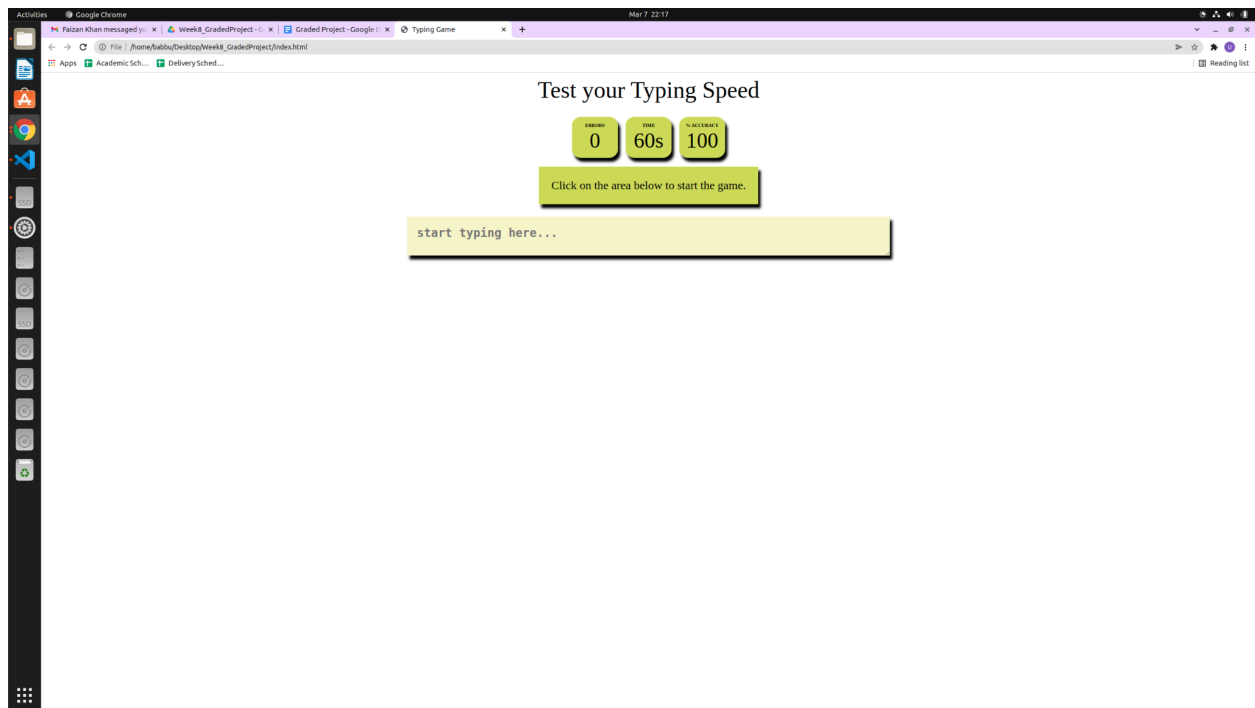 Activities Google Chrome Mar 7 22:17
Faizan Khan messaged yo Week8_GradedProject - G Graded Project - Google D Typing Game
File /home/babbu/Desktop/Week8_GradedProject/index.html U
Apps Academic Sch... Delivery Sched... Reading list
Test your Typing Speed
ERRORS TIME % ACCURACY
0 60s 100
Click on the area below to start the game.
start typing here...
SSD
SSD